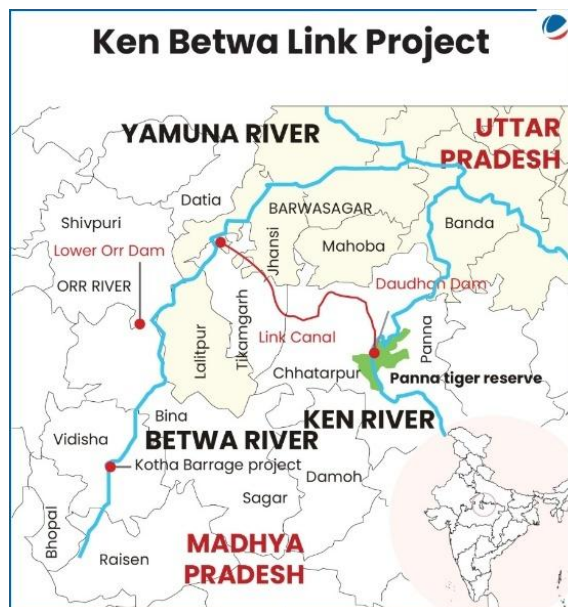 Ken Betwa Link Project
YAMUNA RIVER
UTTAR
PRADESH
Datia
BARWASAGAR
Shivpuri
Banda
Jhansi
Mahoba
Lower Orr Dam
Daudhan Dam
ORR RIVER
Lalitpur
Tikamgarh
Link Canal
Panna
Chhatarpur
Panna tiger reserve
Bina
KEN RIVER
Vidisha
BETWA RIVER
Kotha Barrage project
Damoh
Sagar
Bhopal
Raisen
MADHYA
PRADESH